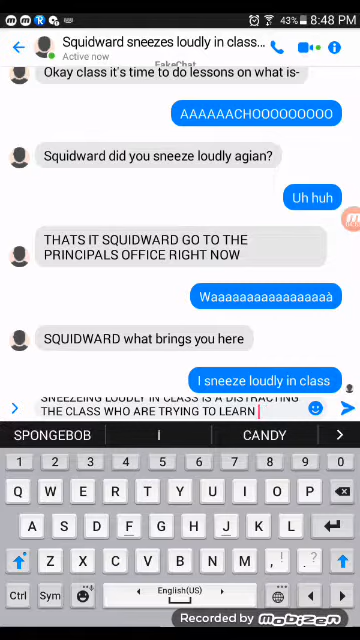 43% 8:48 PM
Squidward sneezes loudly in class...
Active now
FakeChat
Okay class it's time to do lessons on what is-
AAAAAACHOOOOOOOOO
Squidward did you sneeze loudly agian?
Uh huh
THATS IT SQUIDWARD GO TO THE
PRINCIPALS OFFICE RIGHT NOW
Waaaaaaaaaaaaaaaaà
SQUIDWARD what brings you here
I sneeze loudly in class
SNEEZEING LOUDLY IN CLASS IS A DISTRACTING
THE CLASS WHO ARE TRYING TO LEARN
SPONGEBOB I CANDY
1 2 3 4 5 6 7 8 9 0
Q W E R T Y U I O P
A S D F G H J K L
Z X C V B N M , ! . ?
Ctrl Sym English(US)
Recorded by mobizen